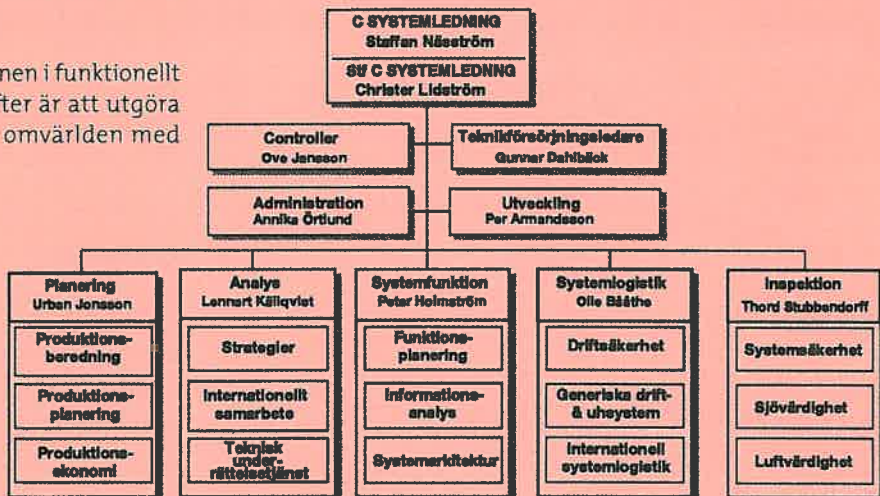 nen i funktionellt
ter är att utgöra
omvärlden med
C SYSTEMLEDNING
Staffan Näsström
Stf C SYSTEMLEDNING
Christer Lidström
Controller
Ove Jansson
Teknikförsörjningsledare
Gunnar Dahlbäck
Administration
Annika Örtlund
Utveckling
Per Armandsson
Planering
Urban Jonsson
Produktions-
beredning
Produktions-
planering
Produktions-
ekonomi
Analys
Lennart Källqvist
Strategier
Internationellt
samarbete
Teknisk
under-
rättelsetjänst
Systemfunktion
Peter Holmström
Funktions-
planering
Informations-
analys
Systemarkitektur
Systemlogistik
Olle Bååthe
Driftsäkerhet
Generiska drift-
& uhsystem
Internationell
systemlogistik
Inspektion
Thord Stubbendorff
Systemsäkerhet
Sjövärdighet
Luftvärdighet